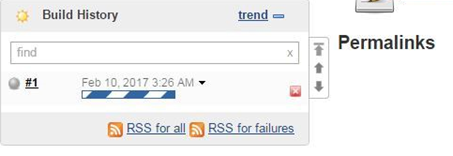 Build History trend
find x
#1 Feb 10, 2017 3:26 AM
RSS for all RSS for failures
Permalinks